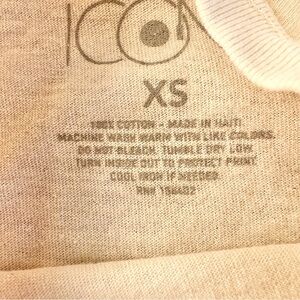 ICON
XS
100% COTTON - MADE IN HAITI
MACHINE WASH WARM WITH LIKE COLORS.
DO NOT BLEACH. TUMBLE DRY LOW.
TURN INSIDE OUT TO PROTECT PRINT.
COOL IRON IF NEEDED.
RN#